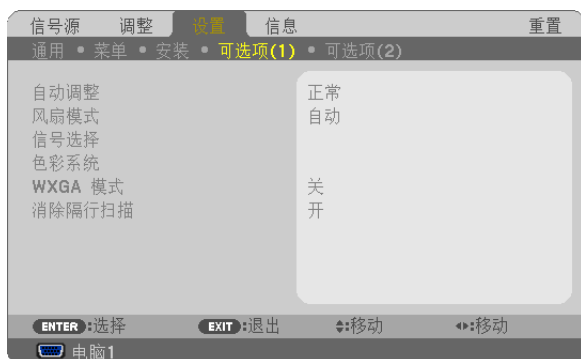 信号源 调整 设置 信息 重置
通用 • 菜单 • 安装 • 可选项(1) • 可选项(2)
自动调整 正常
风扇模式 自动
信号选择
色彩系统
WXGA 模式 关
消除隔行扫描 开
ENTER:选择 EXIT:退出 :移动 :移动
电脑1